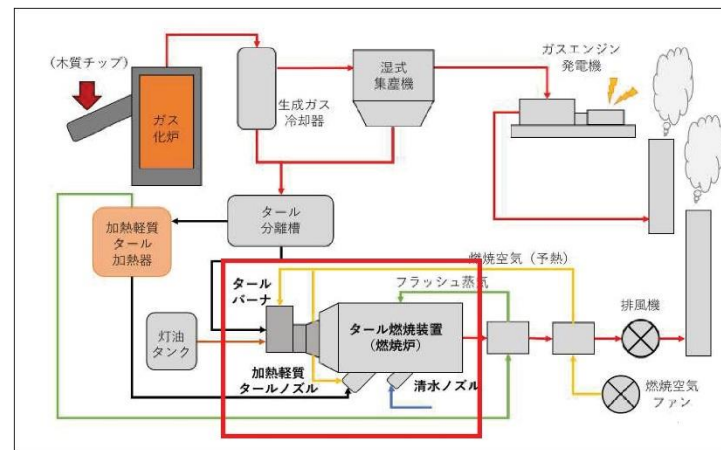 (木質チップ)
ガス
化炉
生成ガス
冷却器
湿式
集塵機
ガスエンジン
発電機
タール
分離槽
加熱軽質
タール
加熱器
灯油
タンク
タール
バーナ
タール燃焼装置
(燃焼炉)
加熱軽質
タールノズル
清水ノズル
フラッシュ蒸気
燃焼空気(予熱)
排風機
燃焼空気
ファン